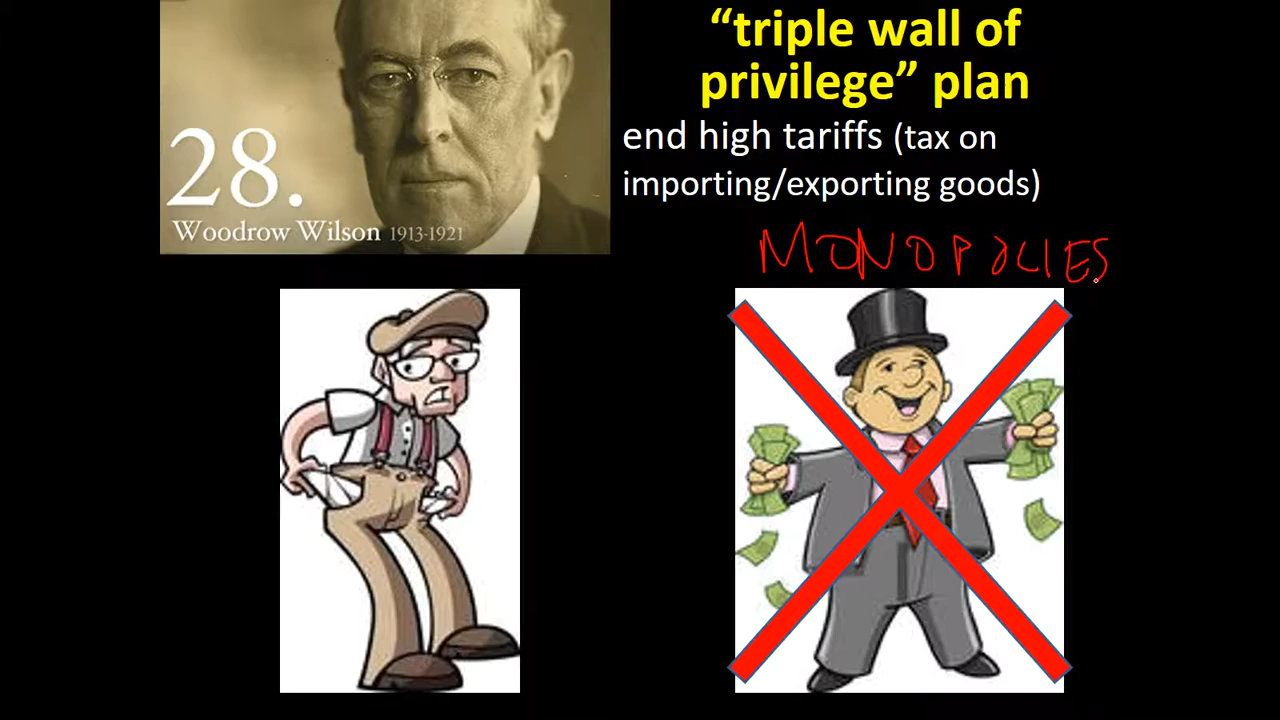 “triple wall of
privilege” plan
end high tariffs (tax on
importing/exporting goods)
28.
Woodrow Wilson 1913-1921
MONOPOLIES